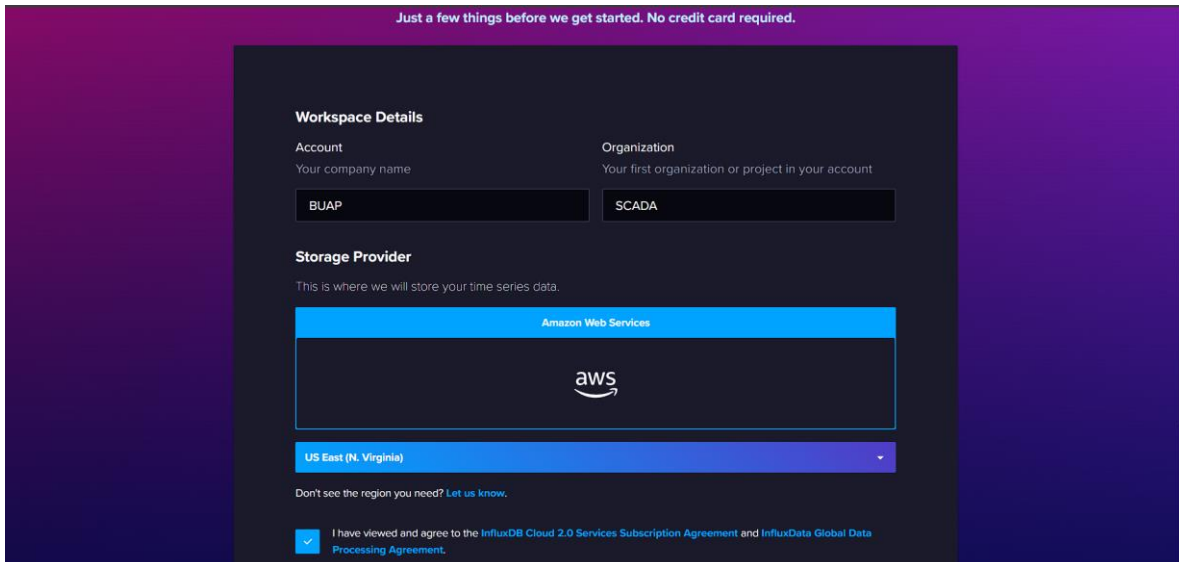 Just a few things before we get started. No credit card required.
Workspace Details
Account
Your company name
BUAP
Organization
Your first organization or project in your account
SCADA
Storage Provider
This is where we will store your time series data.
Amazon Web Services
aws
US East (N. Virginia)
Don't see the region you need? Let us know.
I have viewed and agree to the InfluxDB Cloud 2.0 Services Subscription Agreement and InfluxData Global Data
Processing Agreement.